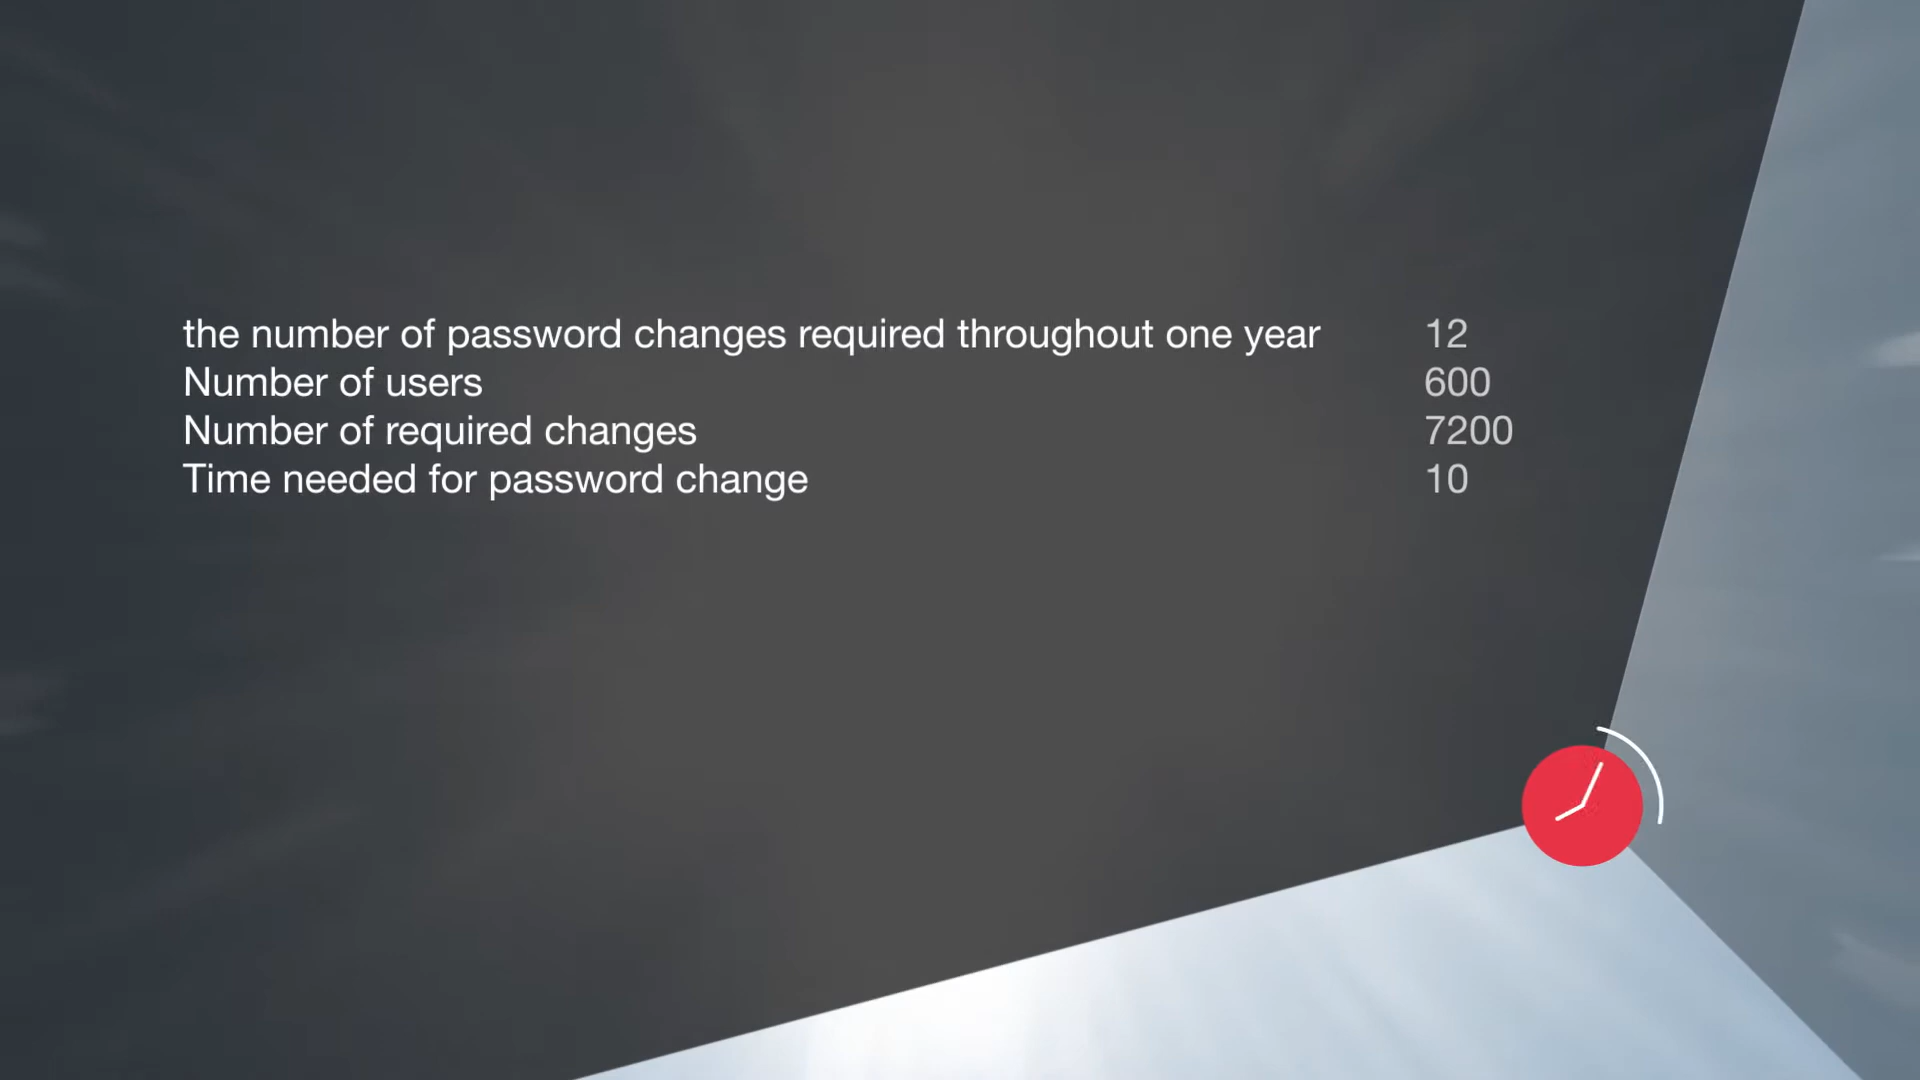 the number of password changes required throughout one year 12
Number of users 600
Number of required changes 7200
Time needed for password change 10